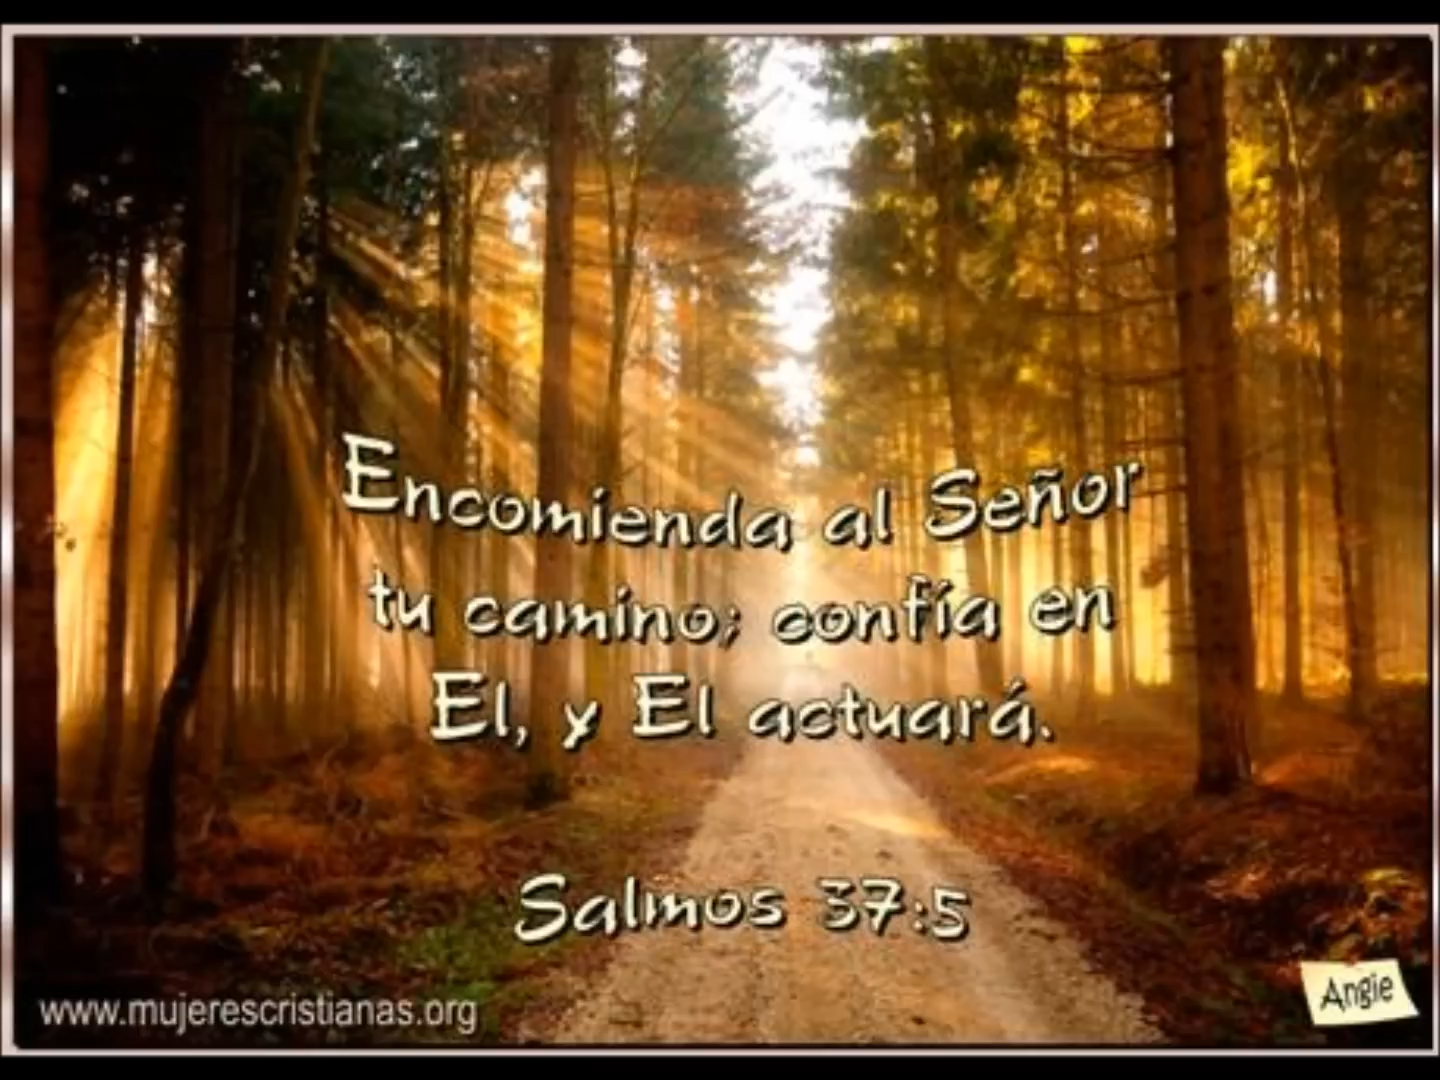 Encomienda al Señor
tu camino; confía en
El, y El actuará.
Salmos 37:5
www.mujerescristianas.org
Angie